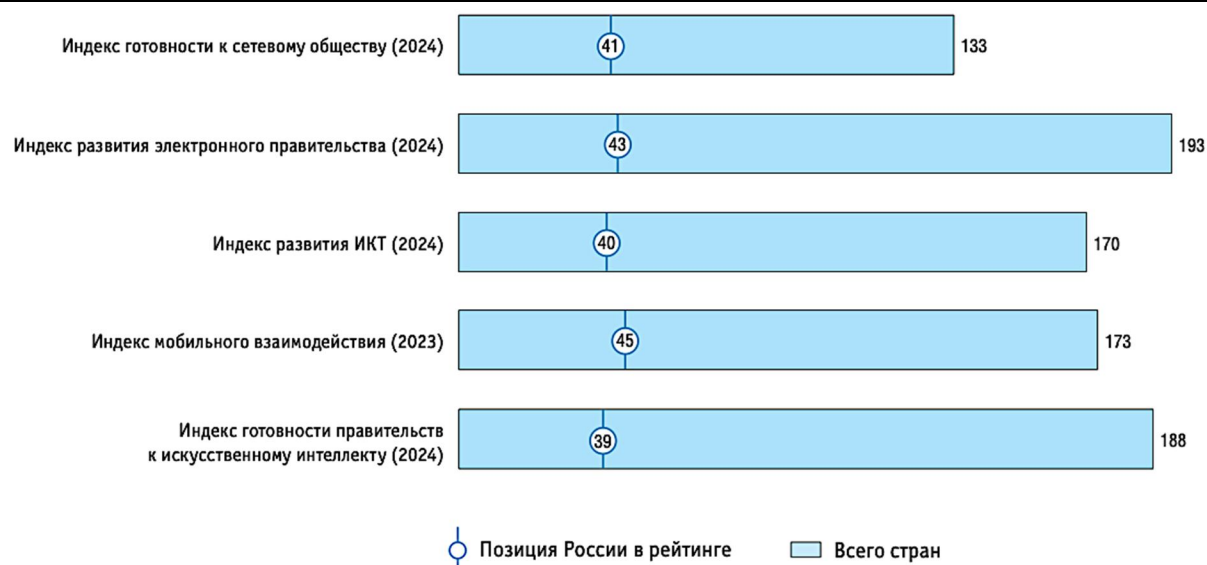 Индекс готовности к сетевому обществу (2024)
41
133
Индекс развития электронного правительства (2024)
43
193
Индекс развития ИКТ (2024)
40
170
Индекс мобильного взаимодействия (2023)
45
173
Индекс готовности правительств
к искусственному интеллекту (2024)
39
188
Позиция России в рейтинге
Всего стран